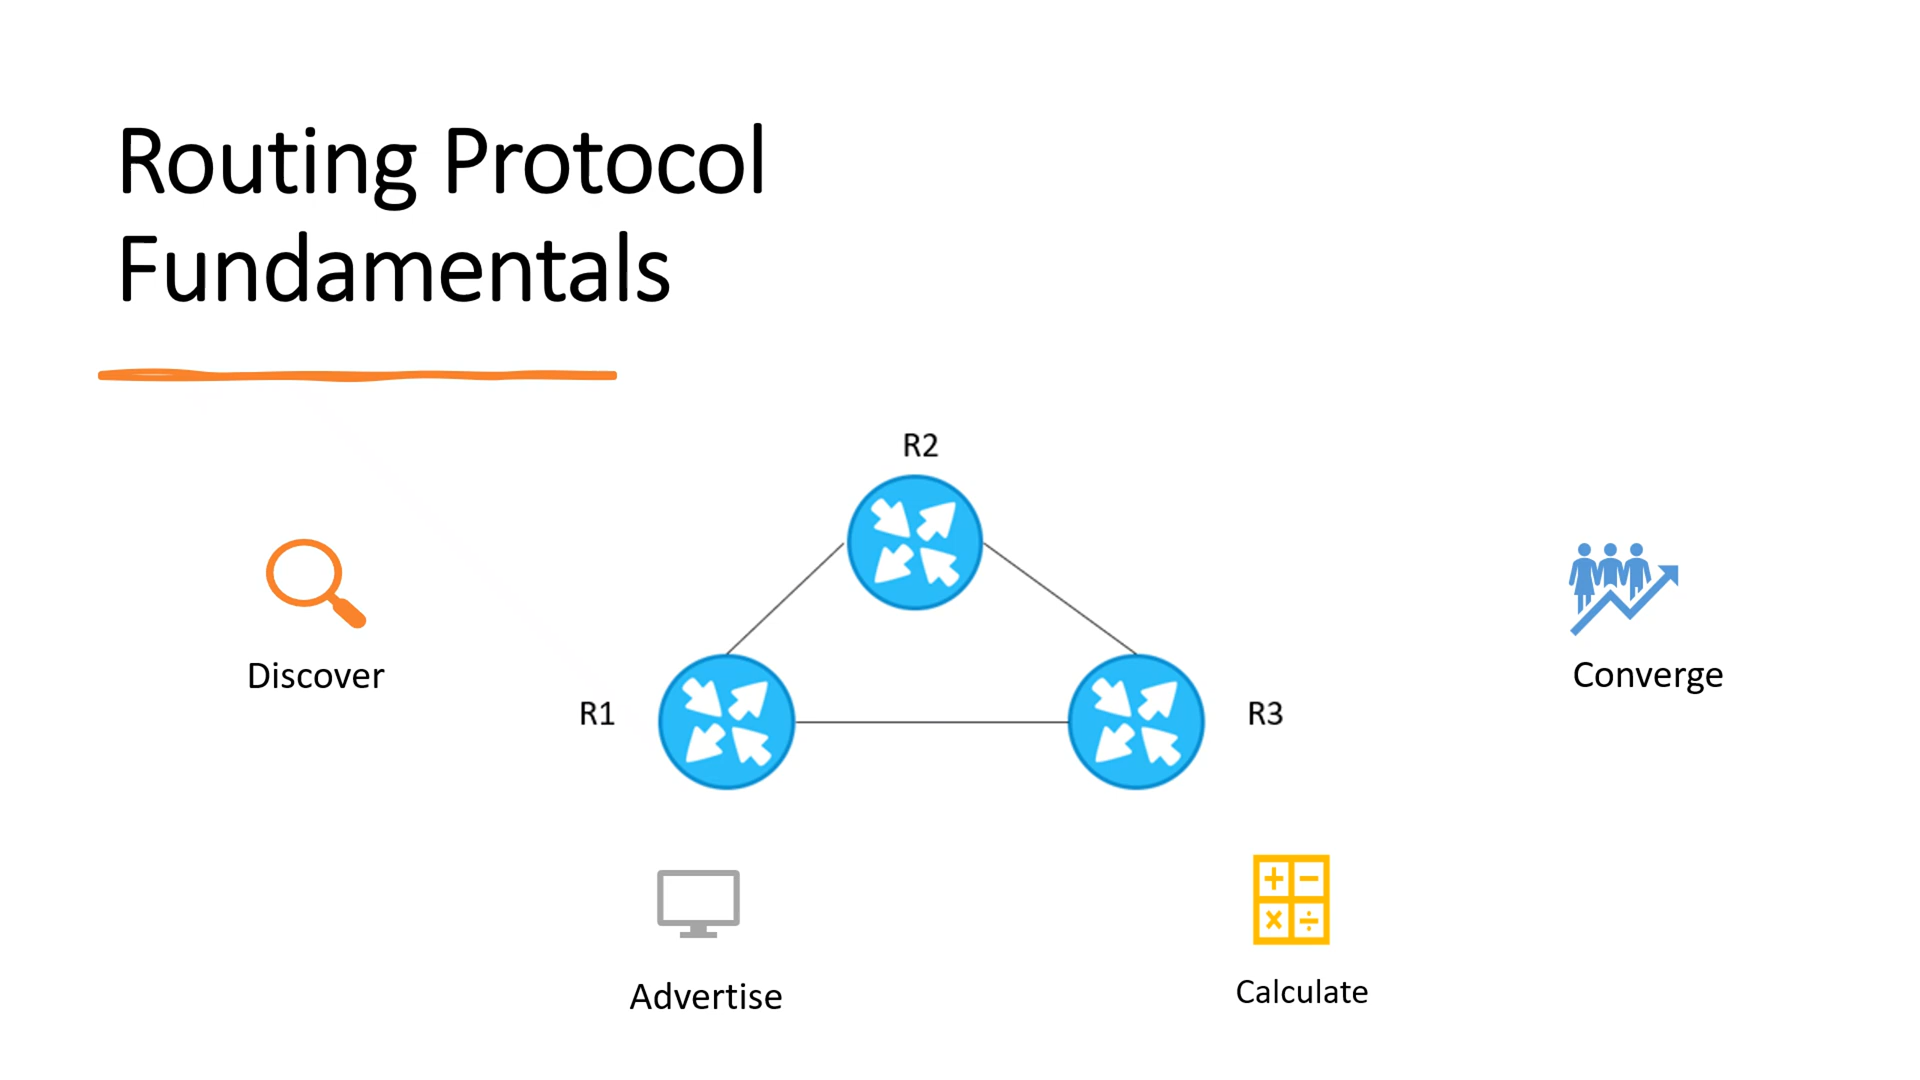 Routing Protocol
Fundamentals
R2
Discover
Converge
R1
R3
Advertise
Calculate